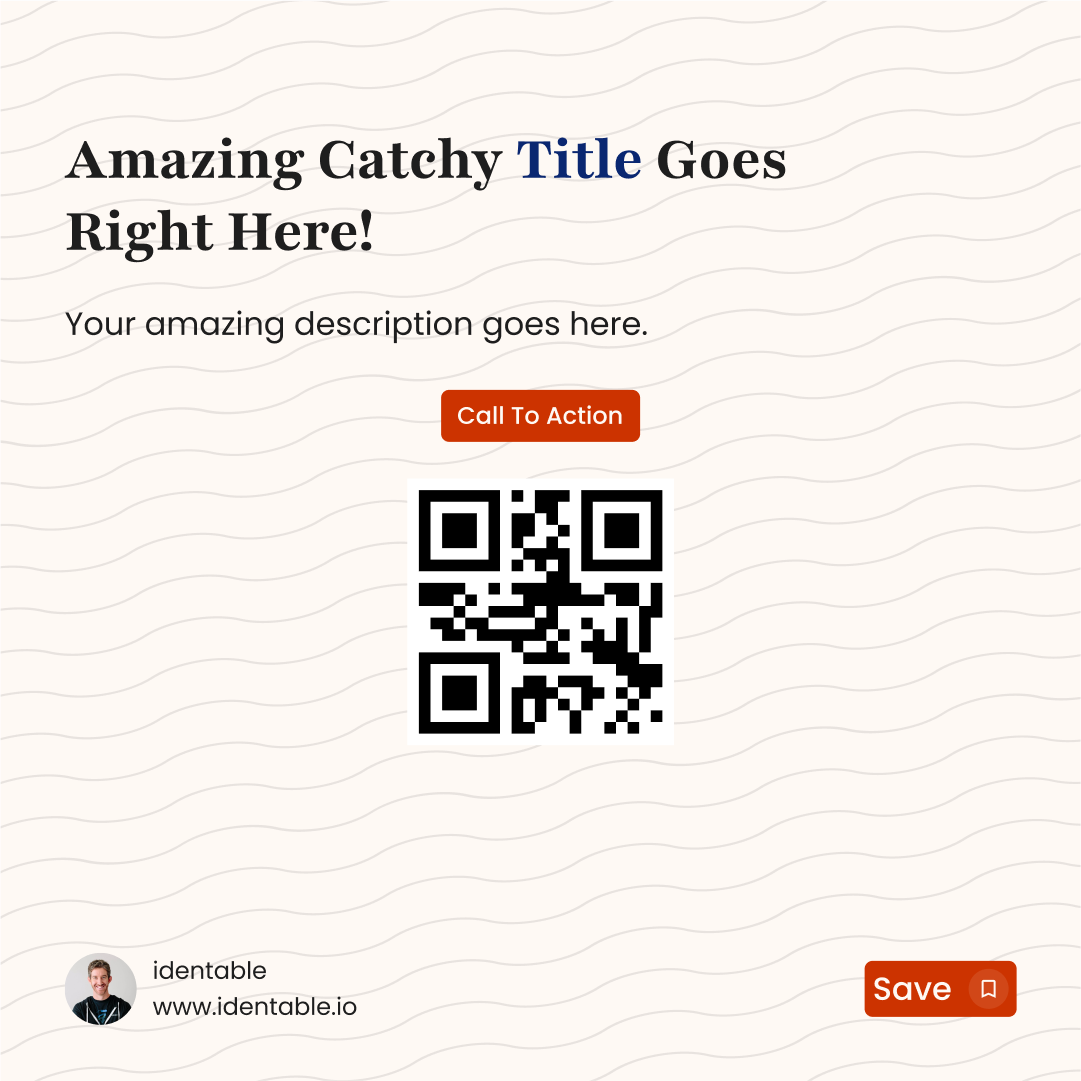 Amazing Catchy Title Goes
Right Here!
Your amazing description goes here.
Call To Action
identable
www.identable.io
Save